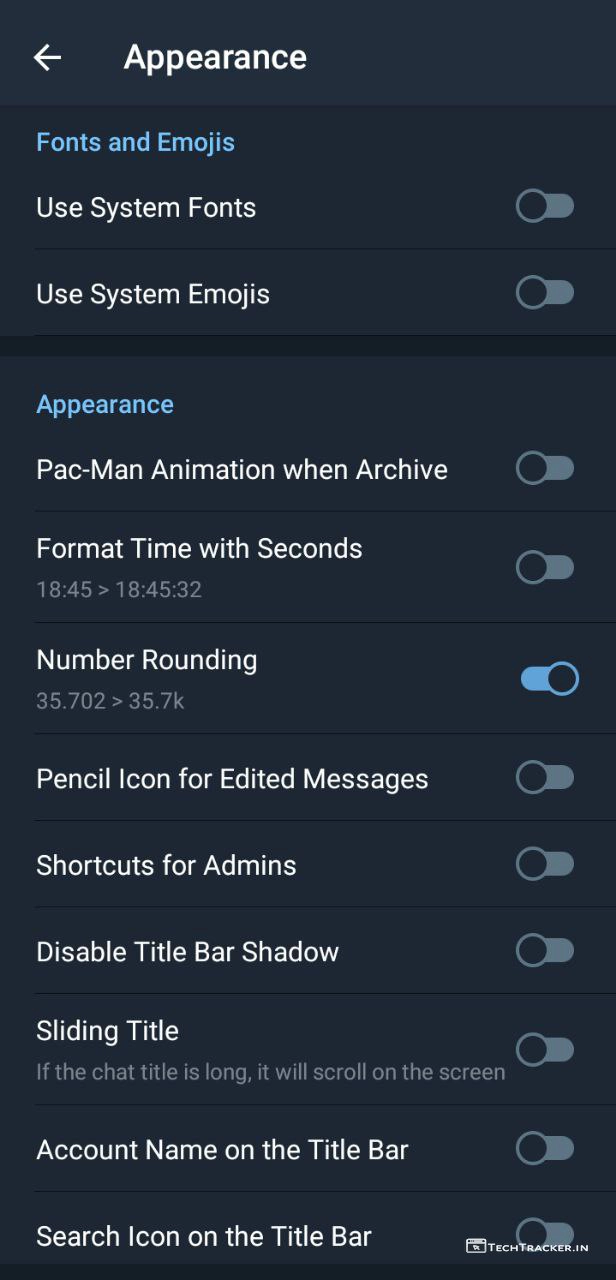 Appearance
Fonts and Emojis
Use System Fonts
Use System Emojis
Appearance
Pac-Man Animation when Archive
Format Time with Seconds
18:45 > 18:45:32
Number Rounding
35.702 > 35.7k
Pencil Icon for Edited Messages
Shortcuts for Admins
Disable Title Bar Shadow
Sliding Title
If the chat title is long, it will scroll on the screen
Account Name on the Title Bar
Search Icon on the Title Bar
TECHTRACKER.IN